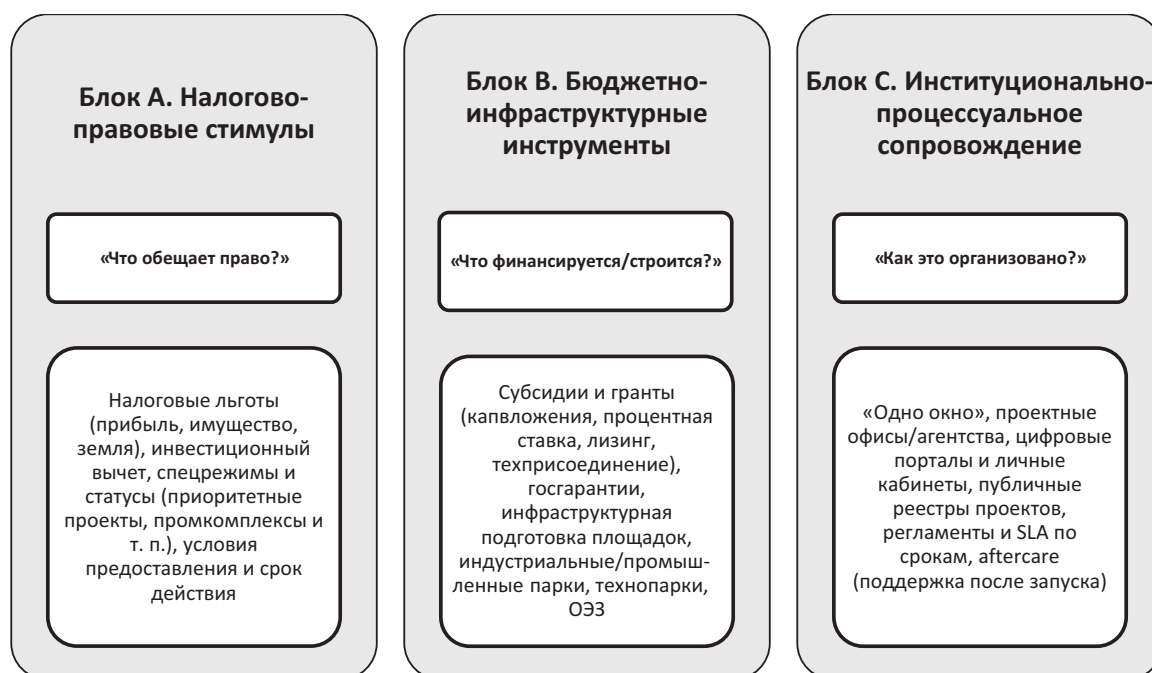 Блок А. Налогово-
правовые стимулы
«Что обещает право?»
Налоговые льготы
(прибыль, имущество,
земля), инвестиционный
вычет, спецрежимы и
статусы (приоритетные
проекты, промкомплексы и
т. п.), условия
предоставления и срок
действия
Блок В. Бюджетно-
инфраструктурные
инструменты
«Что финансируется/строится?»
Субсидии и гранты
(капвложения, процентная
ставка, лизинг,
техприсоединение),
госгарантии,
инфраструктурная
подготовка площадок,
индустриальные/промыш-
ленные парки, технопарки,
ОЭЗ
Блок С. Институционально-
процессуальное
сопровождение
«Как это организовано?»
«Одно окно», проектные
офисы/агентства, цифровые
порталы и личные
кабинеты, публичные
реестры проектов,
регламенты и SLA по
срокам, aftercare
(поддержка после запуска)